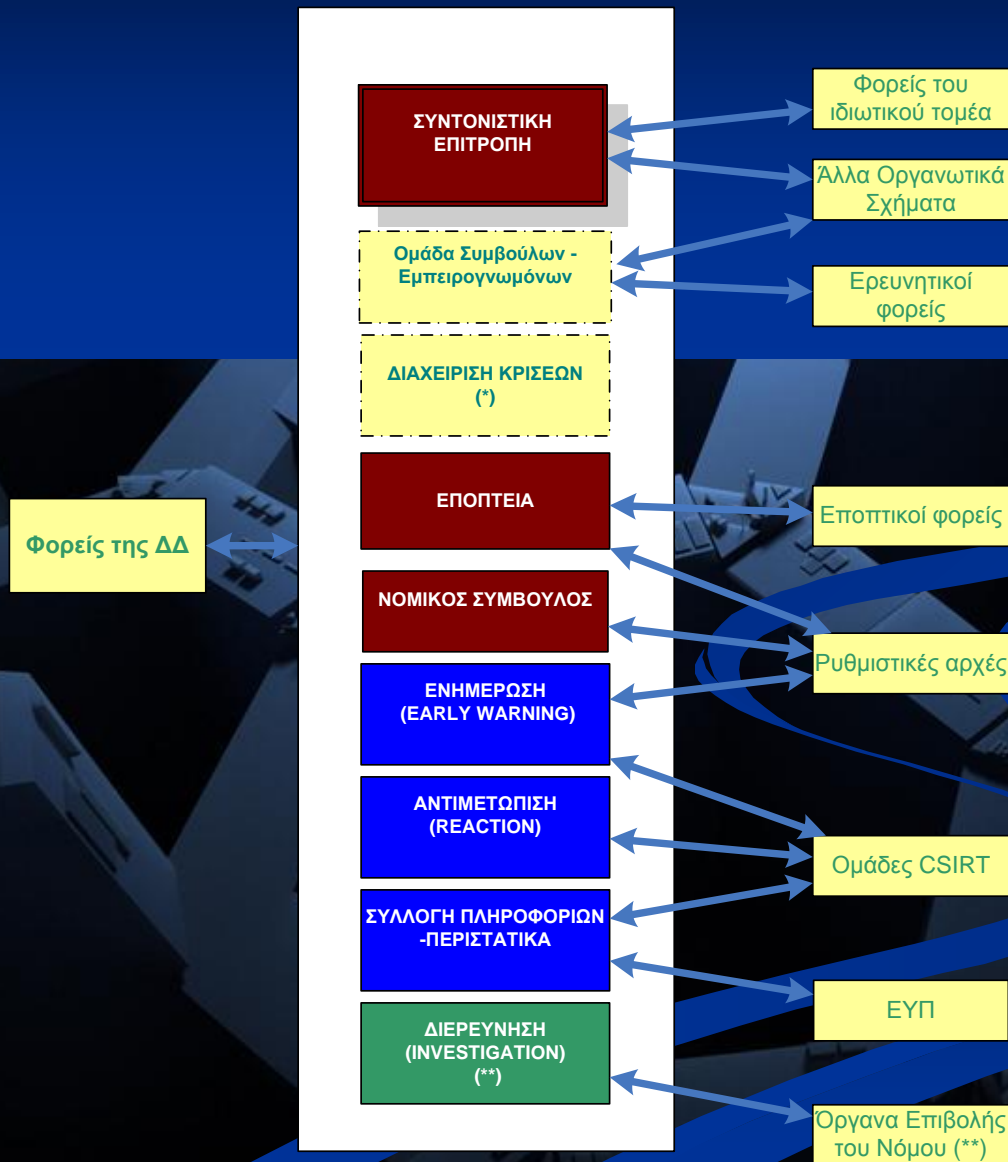 ΣΥΝΤΟΝΙΣΤΙΚΗ
ΕΠΙΤΡΟΠΗ
Ομάδα Συμβούλων -
Εμπειρογνωμόνων
ΔΙΑΧΕΙΡΙΣΗ ΚΡΙΣΕΩΝ
(*)
ΕΠΟΠΤΕΙΑ
ΝΟΜΙΚΟΣ ΣΥΜΒΟΥΛΟΣ
ΕΝΗΜΕΡΩΣΗ
(EARLY WARNING)
ΑΝΤΙΜΕΤΩΠΙΣΗ
(REACTION)
ΣΥΛΛΟΓΗ ΠΛΗΡΟΦΟΡΙΩΝ
-ΠΕΡΙΣΤΑΤΙΚΑ
ΔΙΕΡΕΥΝΗΣΗ
(INVESTIGATION)
(**)
Φορείς της ΔΔ
Φορείς του
ιδιωτικού τομέα
Άλλα Οργανωτικά
Σχήματα
Ερευνητικοί
φορείς
Εποπτικοί φορείς
Ρυθμιστικές αρχές
Ομάδες CSIRT
ΕΥΠ
Όργανα Επιβολής
του Νόμου (**)